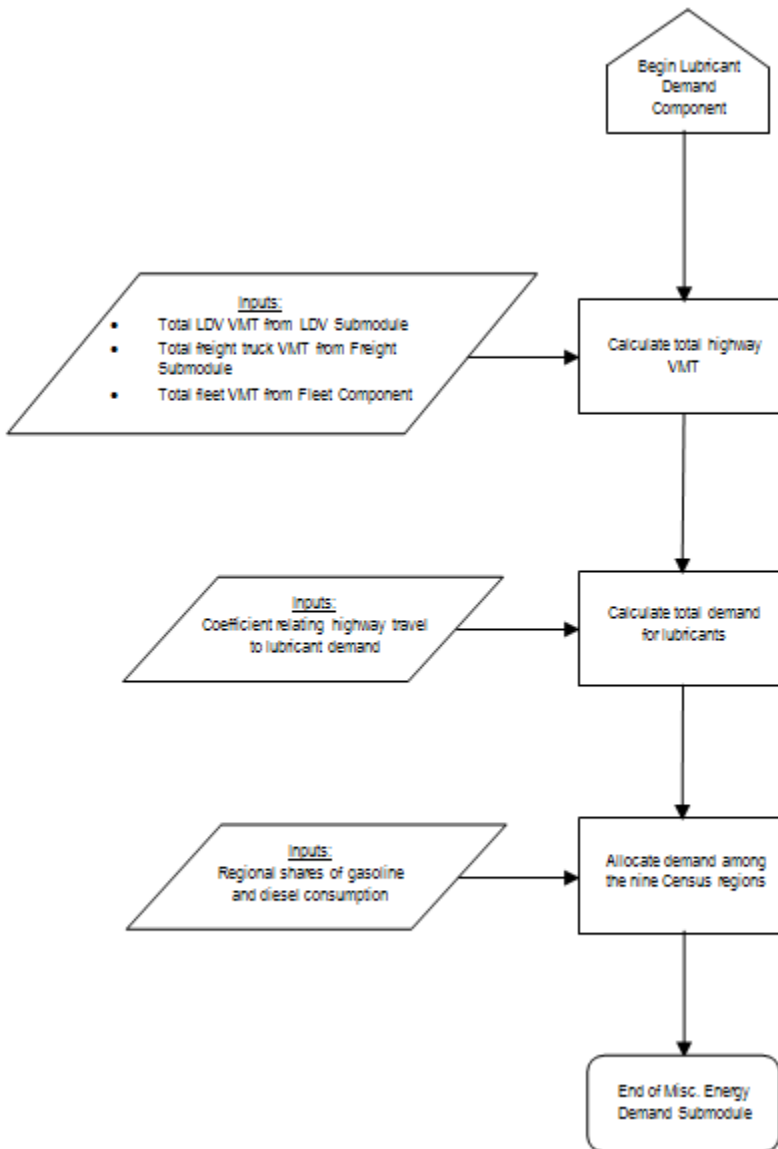 Begin Lubricant
Demand
Component
Inputs:
• Total LDV VMT from LDV Submodule
• Total freight truck VMT from Freight
Submodule
• Total fleet VMT from Fleet Component
Calculate total highway
VMT
Inputs:
Coefficient relating highway travel
to lubricant demand
Calculate total demand
for lubricants
Inputs:
Regional shares of gasoline
and diesel consumption
Allocate demand among
the nine Census regions
End of Misc. Energy
Demand Submodule